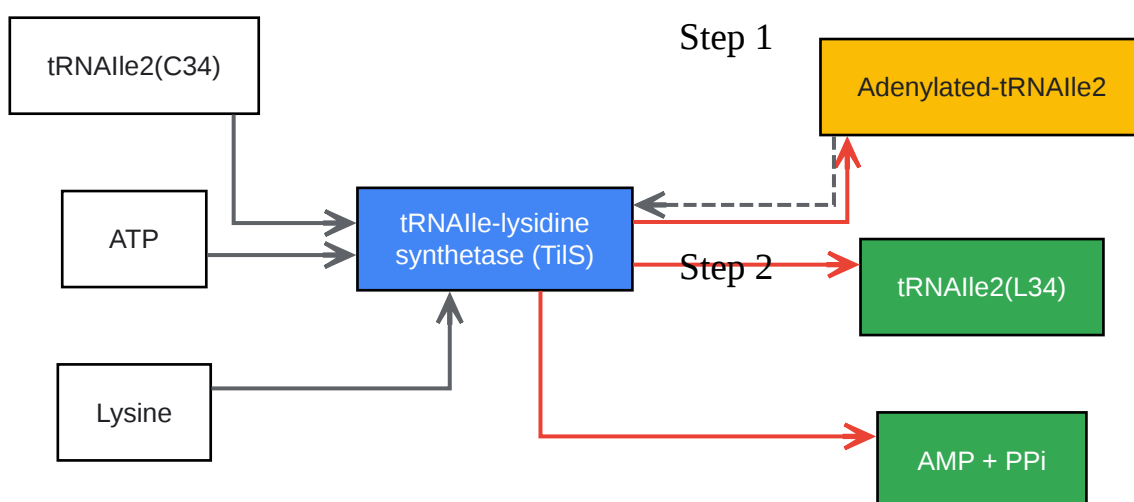 Step 1
tRNAIle2(C34)
Adenylated-tRNAIle2
ATP
tRNAIle-lysidine
synthetase (TilS)
Step 2
tRNAIle2(L34)
Lysine
AMP + PPi